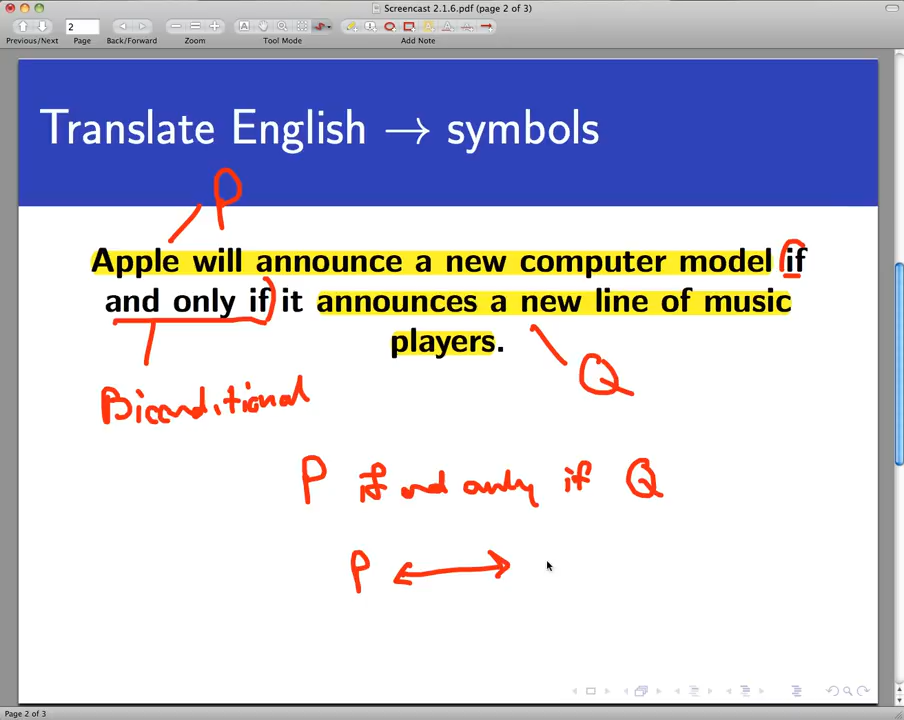 Screencast 2.1.6.pdf (page 2 of 3)
2
Previous/Next Page Back/Forward Zoom Tool Mode Add Note
Translate English → symbols
P
Apple will announce a new computer model if
and only if it announces a new line of music
players.
Q
Biconditional
P if and only if Q
P ↔
Page 2 of 3